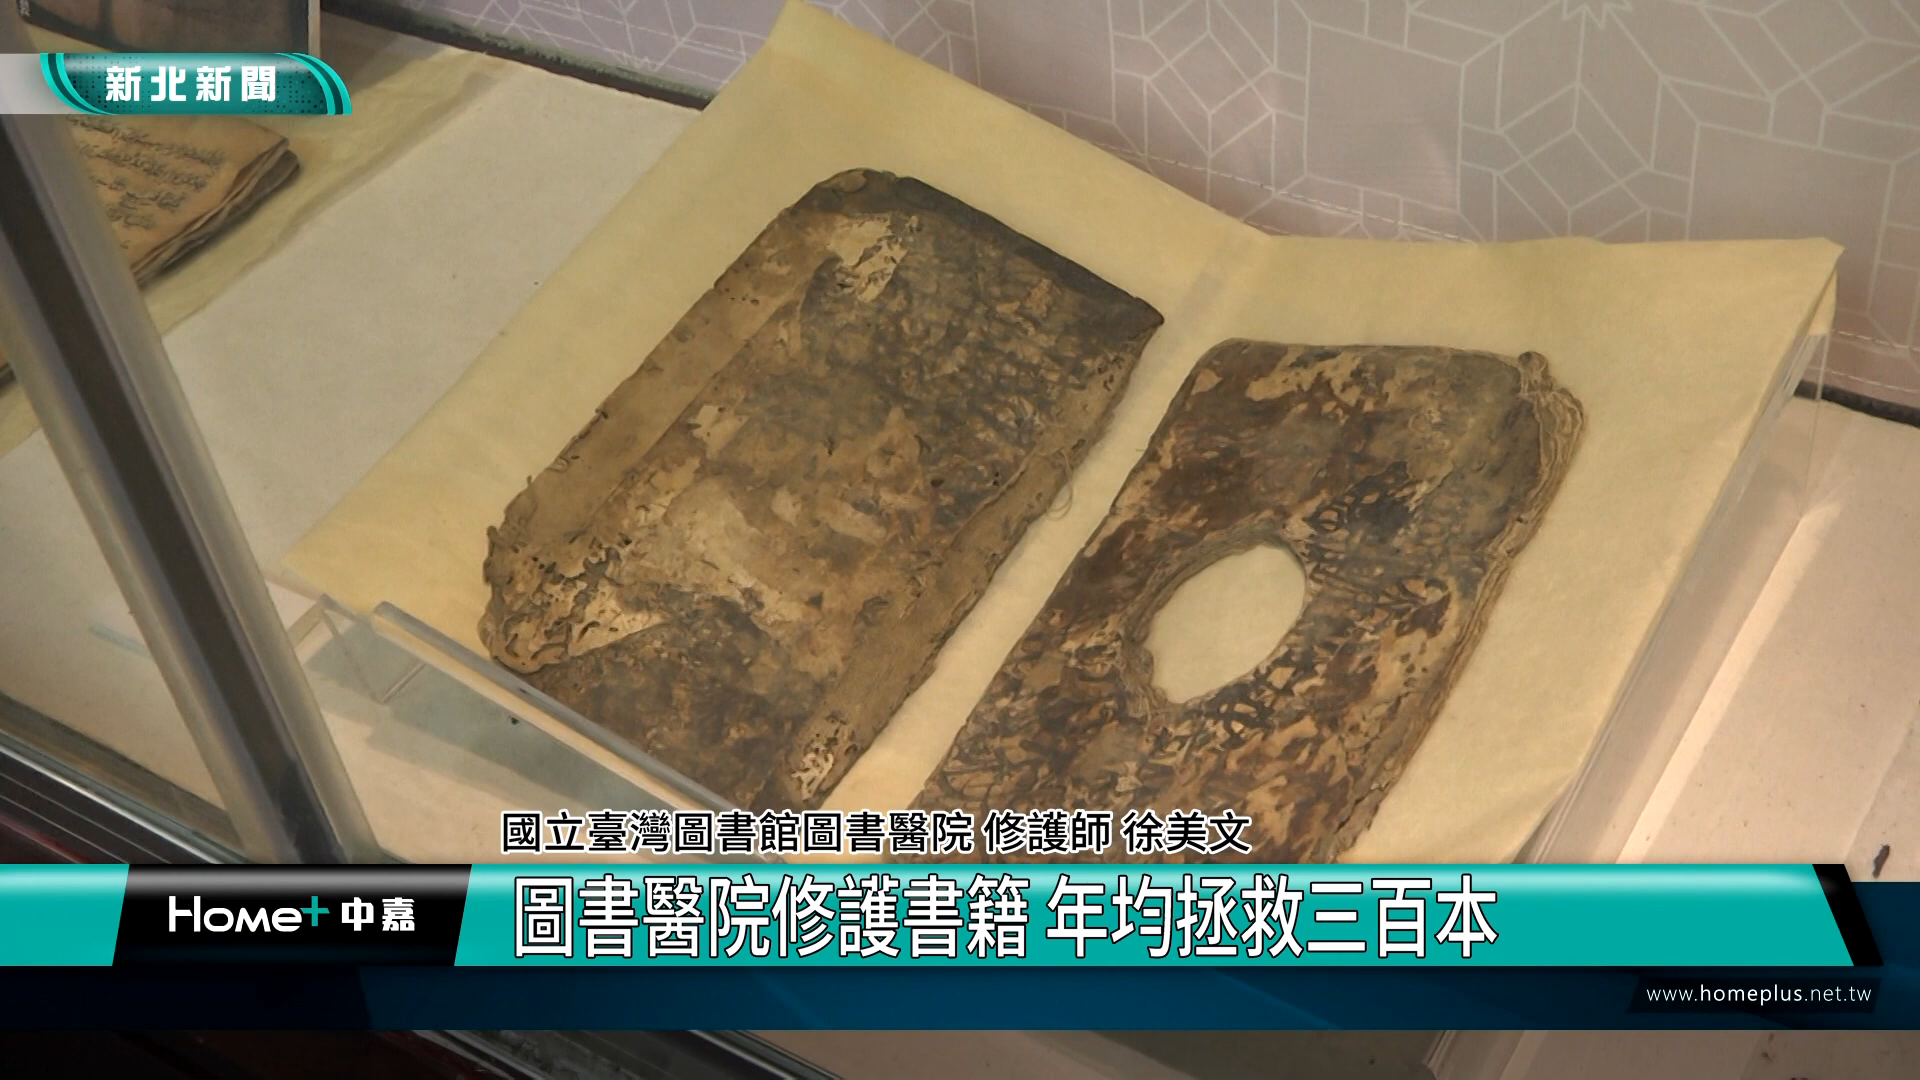 新北新聞
國立臺灣圖書館圖書醫院 修護師 徐美文
Home+ 中嘉
圖書醫院修護書籍 年均拯救三百本
www.homeplus.net.tw